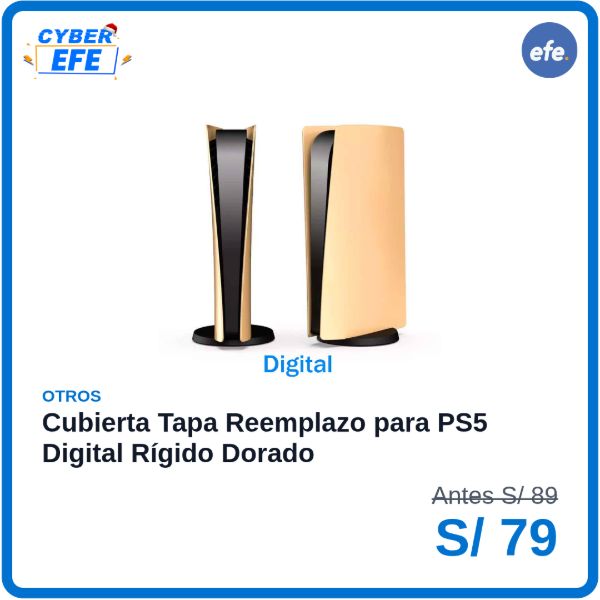 CYBER
EFE
efe.
Digital
OTROS
Cubierta Tapa Reemplazo para PS5
Digital Rígido Dorado
Antes S/ 89
S/ 79